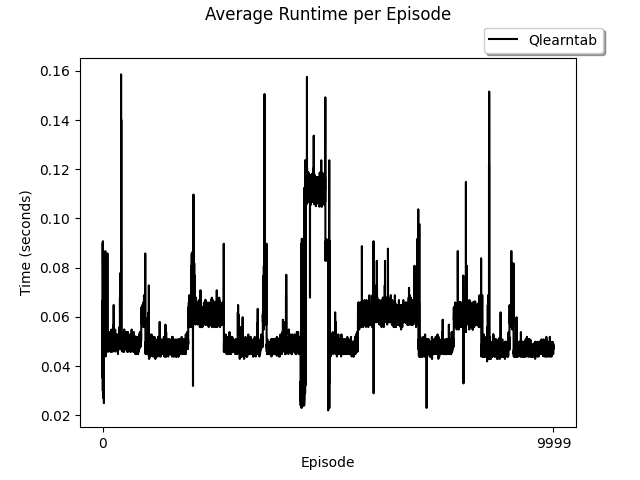 Average Runtime per Episode
Qlearntab
0.16
0.14
0.12
0.10
0.08
0.06
0.04
0.02
Time (seconds)
0
9999
Episode